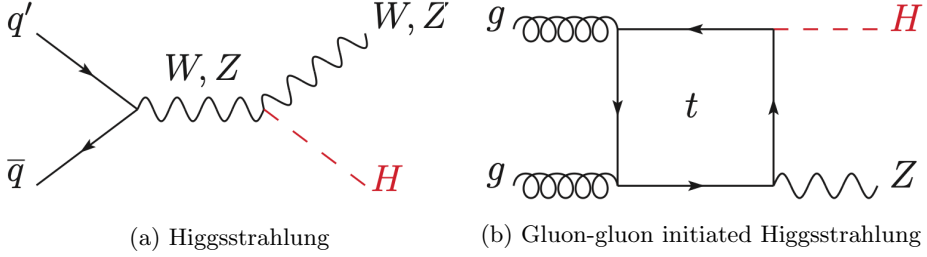 q′
W, Z
W, Z
q̅
H
(a) Higgsstrahlung
g
H
t
g
Z
(b) Gluon-gluon initiated Higgsstrahlung